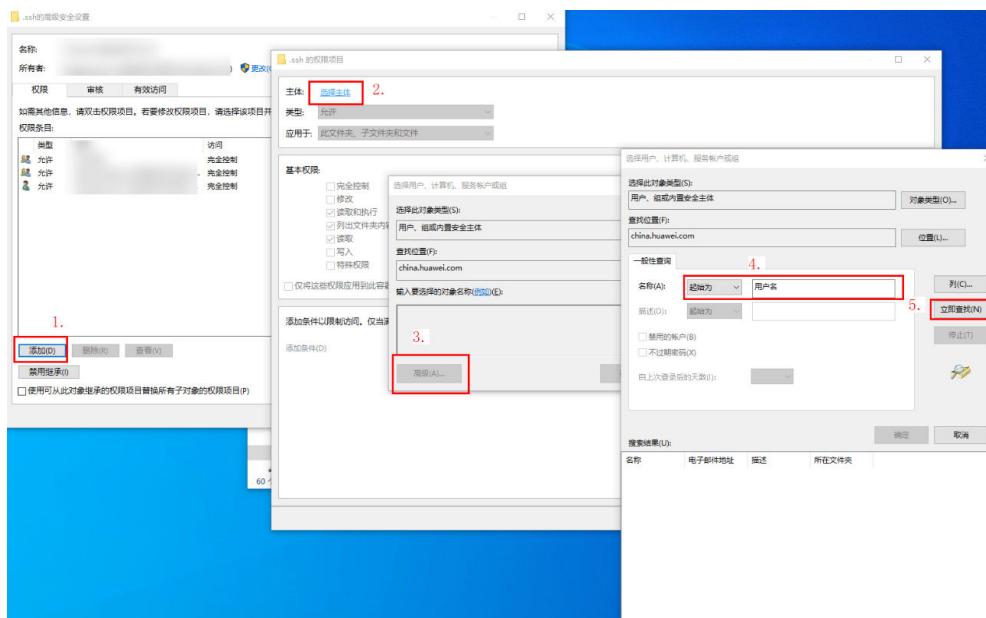 .ssh的高级安全设置
名称:
所有者:
更改(
权限 审核 有效访问
如需其他信息，请双击权限项目。若要修改权限项目，请选择该项目并
权限条目:
类型 访问
允许 完全控制
允许 完全控制
允许 完全控制
1.
添加(D) 删除(R) 查看(V)
禁用继承(I)
使用可从此对象继承的权限项目替换所有子对象的权限项目(P)
60 个
.ssh 的权限项目
主体: 选择主体 2.
类型: 允许
应用于: 此文件夹、子文件夹和文件
基本权限:
完全控制
修改
读取和执行
列出文件夹内容
读取
写入
特殊权限
仅将这些权限应用到此容器
添加条件以限制访问。仅当满
添加条件(D)
选择用户、计算机、服务帐户或组
选择此对象类型(S):
用户、组或内置安全主体
查找位置(F):
china.huawei.com
输入要选择的对象名称(例如)(E):
3.
高级(A)...
选择用户、计算机、服务帐户或组
选择此对象类型(S):
用户、组或内置安全主体 对象类型(O)...
查找位置(F):
china.huawei.com 位置(L)...
一般性查询
4.
名称(A): 起始为 用户名 列(C)...
5.
描述(D): 起始为 立即查找(N)
禁用的帐户(B) 停止(T)
不过期密码(X)
自上次登录后的天数(I):
确定 取消
搜索结果(U):
名称 电子邮件地址 描述 所在文件夹